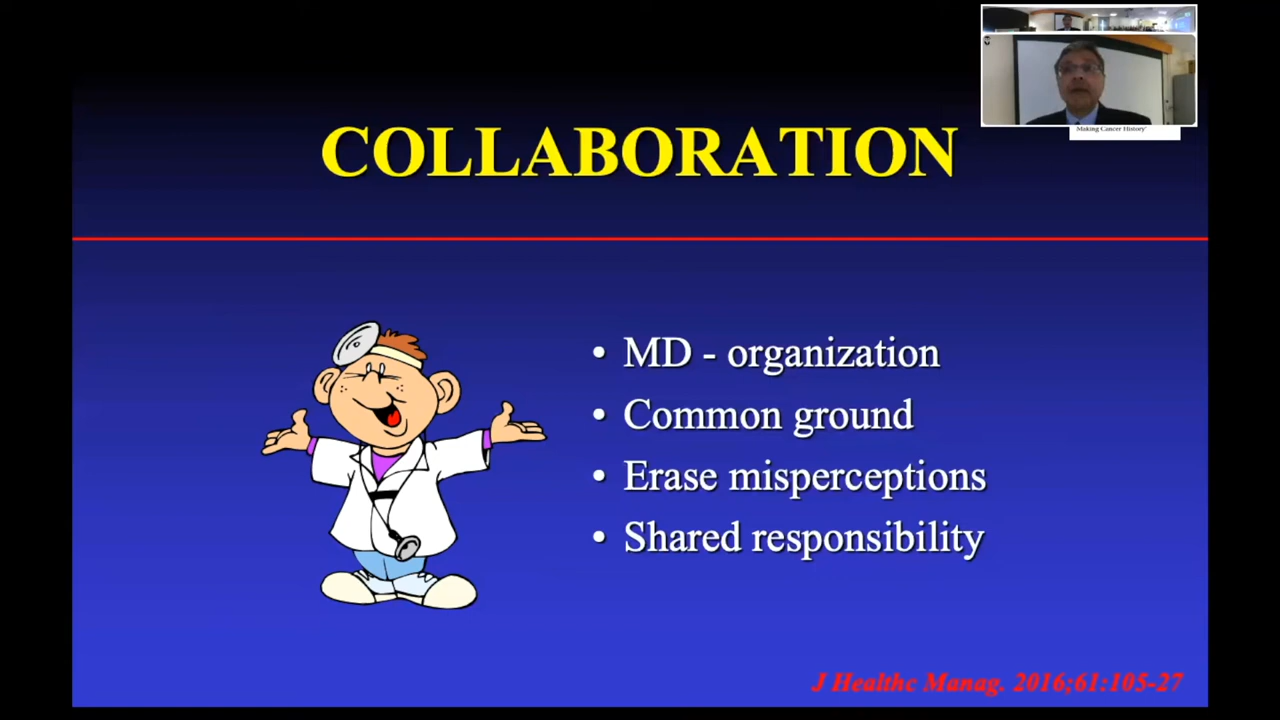 Making Cancer History'
COLLABORATION
• MD - organization
• Common ground
• Erase misperceptions
• Shared responsibility
J Healthc Manag. 2016;61:105-27